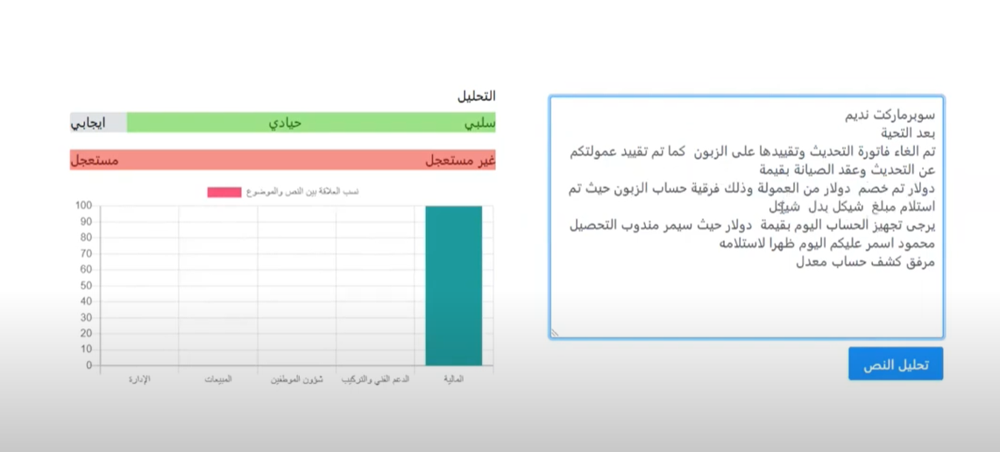 سوبرماركت نديم
بعد التحية
تم الغاء فاتورة التحديث وتقييدها على الزبون كما تم تقييد عمولتكم
عن التحديث وعقد الصيانة بقيمة
دولار تم خصم دولار من العمولة وذلك فرقية حساب الزبون حيث تم
استلام مبلغ شيكل بدل شيكل
يرجى تجهيز الحساب اليوم بقيمة دولار حيث سيمر مندوب التحصيل
محمود اسمر عليكم اليوم ظهرا لاستلامه
مرفق كشف حساب معدل
تحليل النص
التحليل
سلبي حيادي ايجابي
غير مستعجل مستعجل
نسب العلاقة بين النص والموضوع
100
90
80
70
60
50
40
30
20
10
0
المالية الدعم الفني والتركيب شؤون الموظفين المبيعات الإدارة